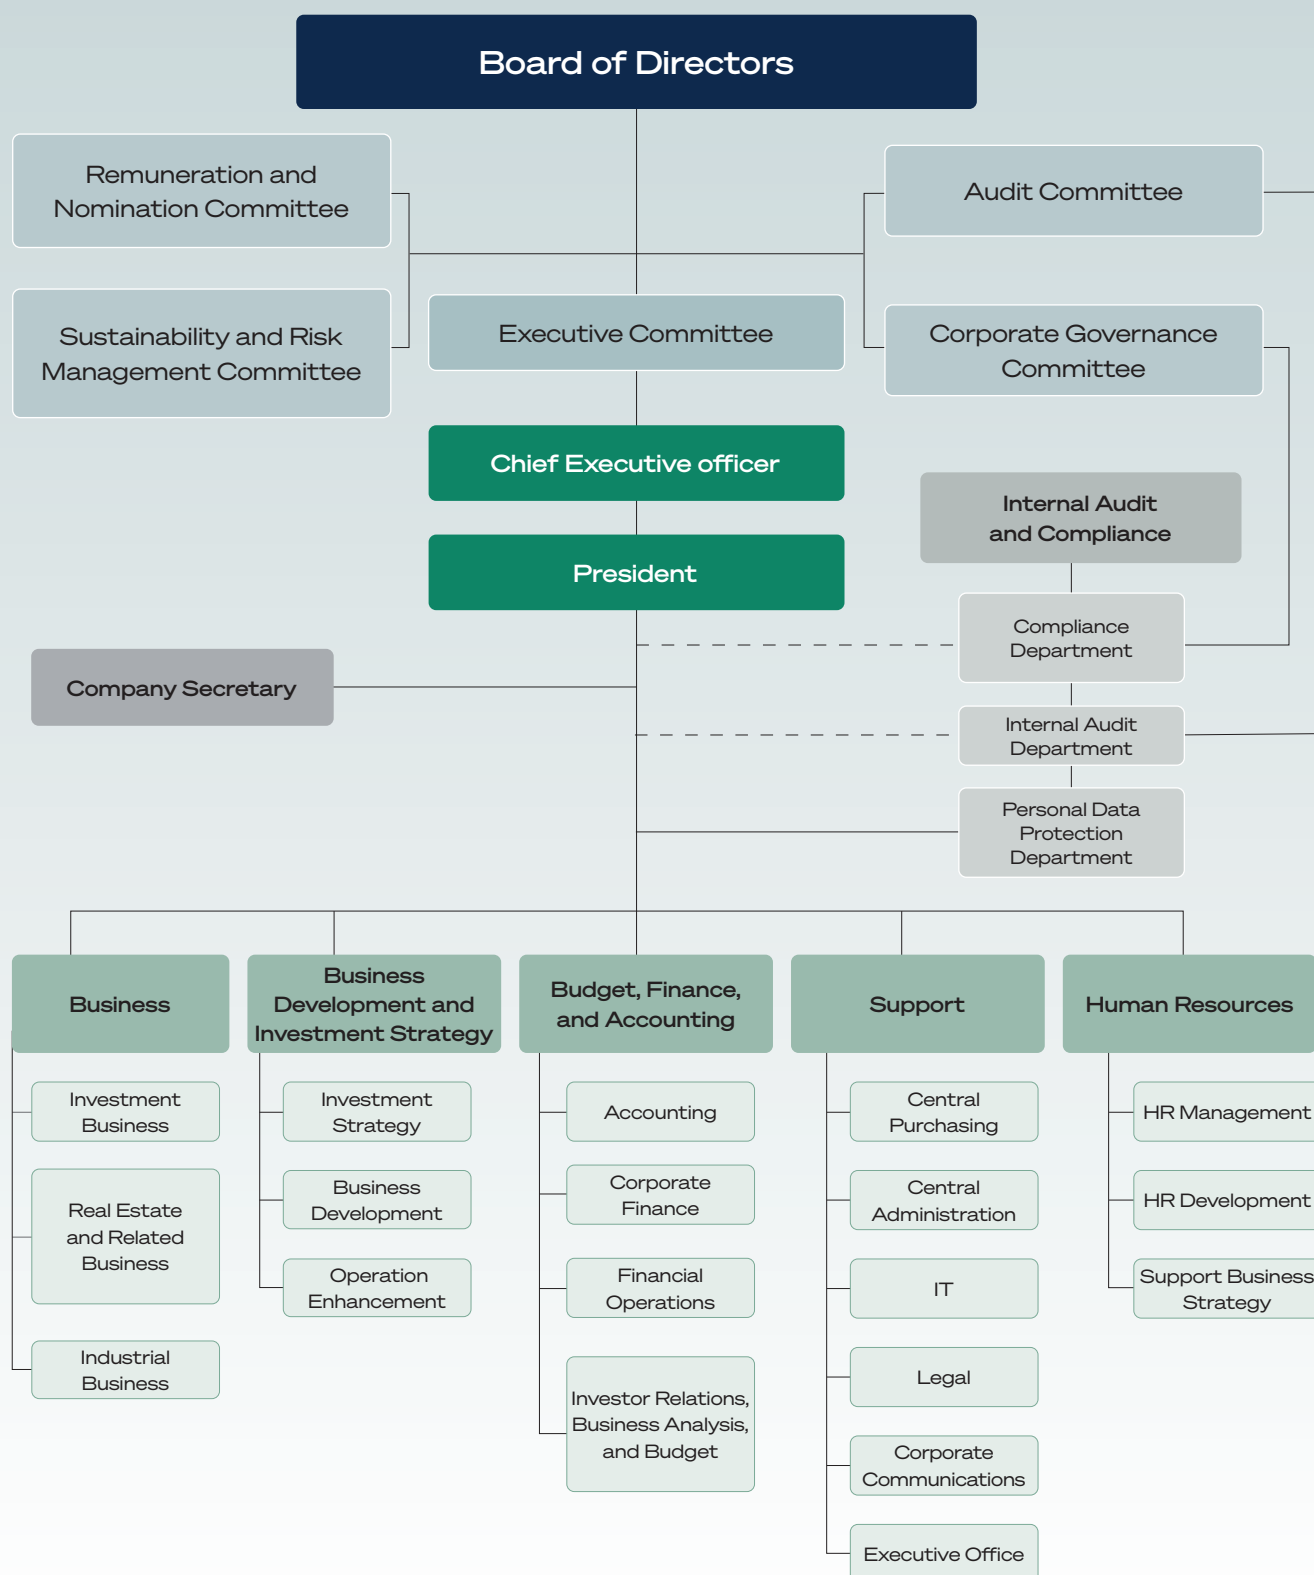 Board of Directors
Remuneration and
Nomination Committee
Audit Committee
Sustainability and Risk
Management Committee
Executive Committee
Corporate Governance
Committee
Chief Executive officer
Internal Audit
and Compliance
President
Compliance
Department
Company Secretary
Internal Audit
Department
Personal Data
Protection
Department
Business
Business
Development and
Investment Strategy
Budget, Finance,
and Accounting
Support
Human Resources
Investment
Business
Real Estate
and Related
Business
Industrial
Business
Investment
Strategy
Business
Development
Operation
Enhancement
Accounting
Corporate
Finance
Financial
Operations
Investor Relations,
Business Analysis,
and Budget
Central
Purchasing
Central
Administration
IT
Legal
Corporate
Communications
Executive Office
HR Management
HR Development
Support Business
Strategy